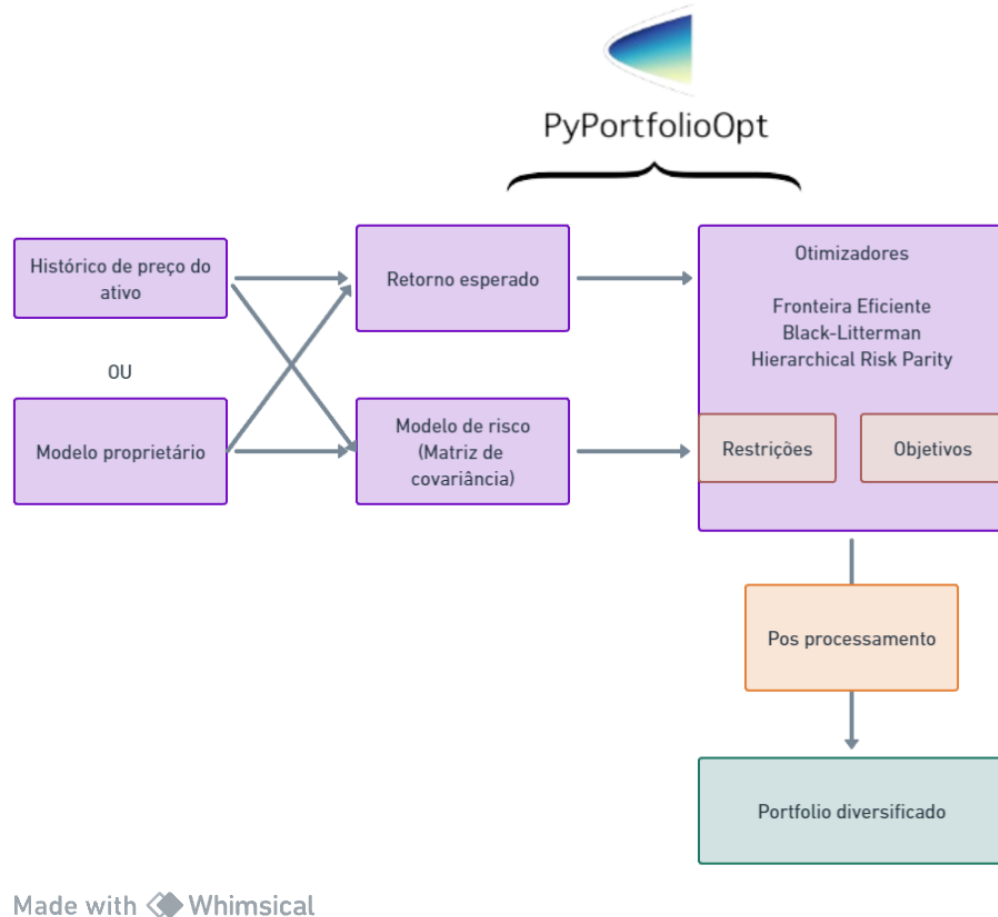 PyPortfolioOpt
Histórico de preço do
ativo
OU
Modelo proprietário
Retorno esperado
Modelo de risco
(Matriz de
covariância)
Otimizadores
Fronteira Eficiente
Black-Litterman
Hierarchical Risk Parity
Restrições
Objetivos
Pos processamento
Portfolio diversificado
Made with Whimsical